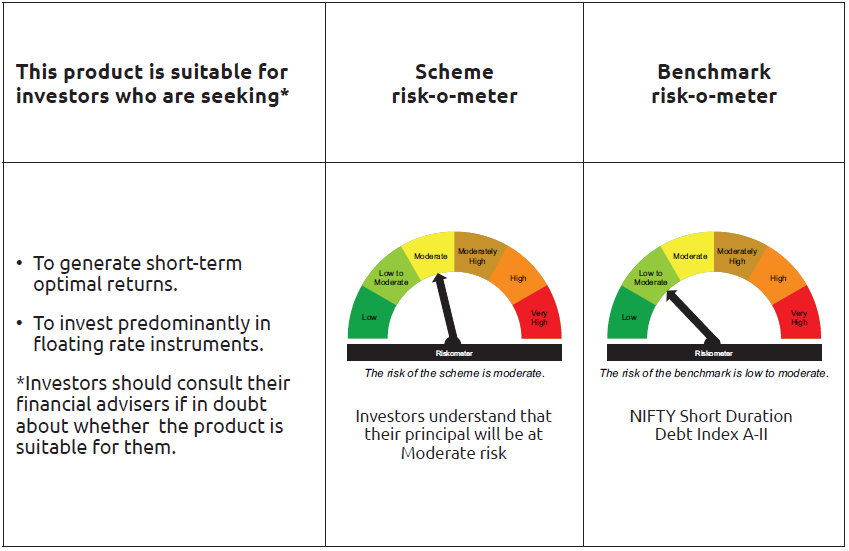 This product is suitable for
investors who are seeking*
Scheme
risk-o-meter
Benchmark
risk-o-meter
• To generate short-term
optimal returns.
• To invest predominantly in
floating rate instruments.
*Investors should consult their
financial advisers if in doubt
about whether the product is
suitable for them.
Low
Low to
Moderate
Moderate
Moderately
High
High
Very
High
Riskometer
The risk of the scheme is moderate.
Investors understand that
their principal will be at
Moderate risk
Low
Low to
Moderate
Moderate
Moderately
High
High
Very
High
Riskometer
The risk of the benchmark is low to moderate.
NIFTY Short Duration
Debt Index A-II